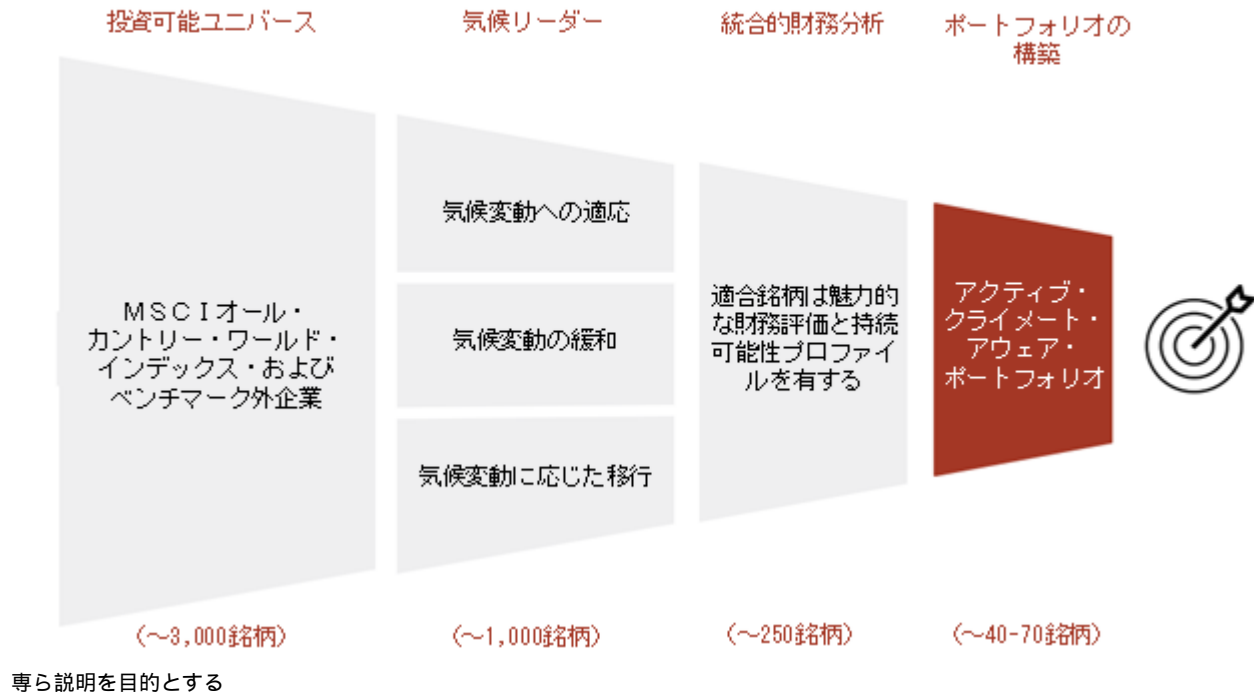 投資可能ユニバース
気候リーダー
統合的財務分析
ポートフォリオの
構築
MSCIオール・
カントリー・ワールド・
インデックス・および
ベンチマーク外企業
気候変動への適応
気候変動の緩和
気候変動に応じた移行
適合銘柄は魅力的
な財務評価と持続
可能性プロファイ
ルを有する
アクティブ・
クライメート・
アウェア・
ポートフォリオ
(～3,000銘柄)
(～1,000銘柄)
(～250銘柄)
(～40-70銘柄)
専ら説明を目的とする